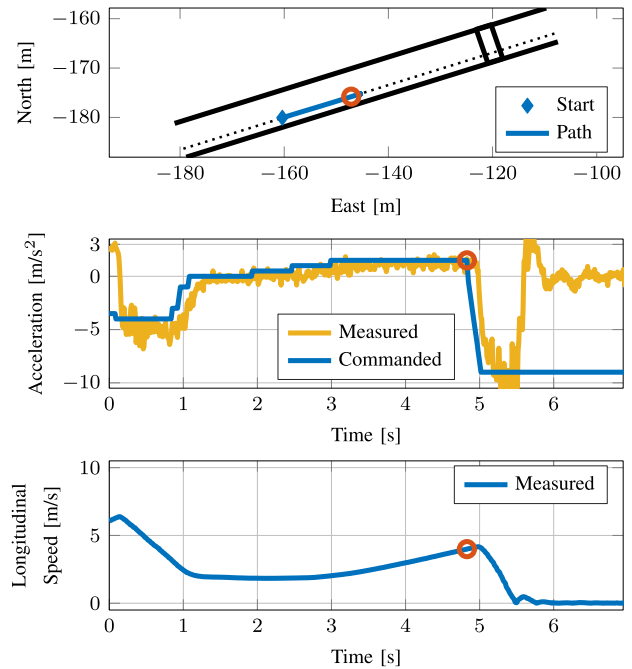 −160
−170
−180
North [m]
Start
Path
−180 −160 −140 −120 −100
East [m]
3
0
−5
−10
Acceleration [m/s²]
Measured
Commanded
0 1 2 3 4 5 6
Time [s]
10
5
0
Longitudinal
Speed [m/s]
Measured
0 1 2 3 4 5 6
Time [s]